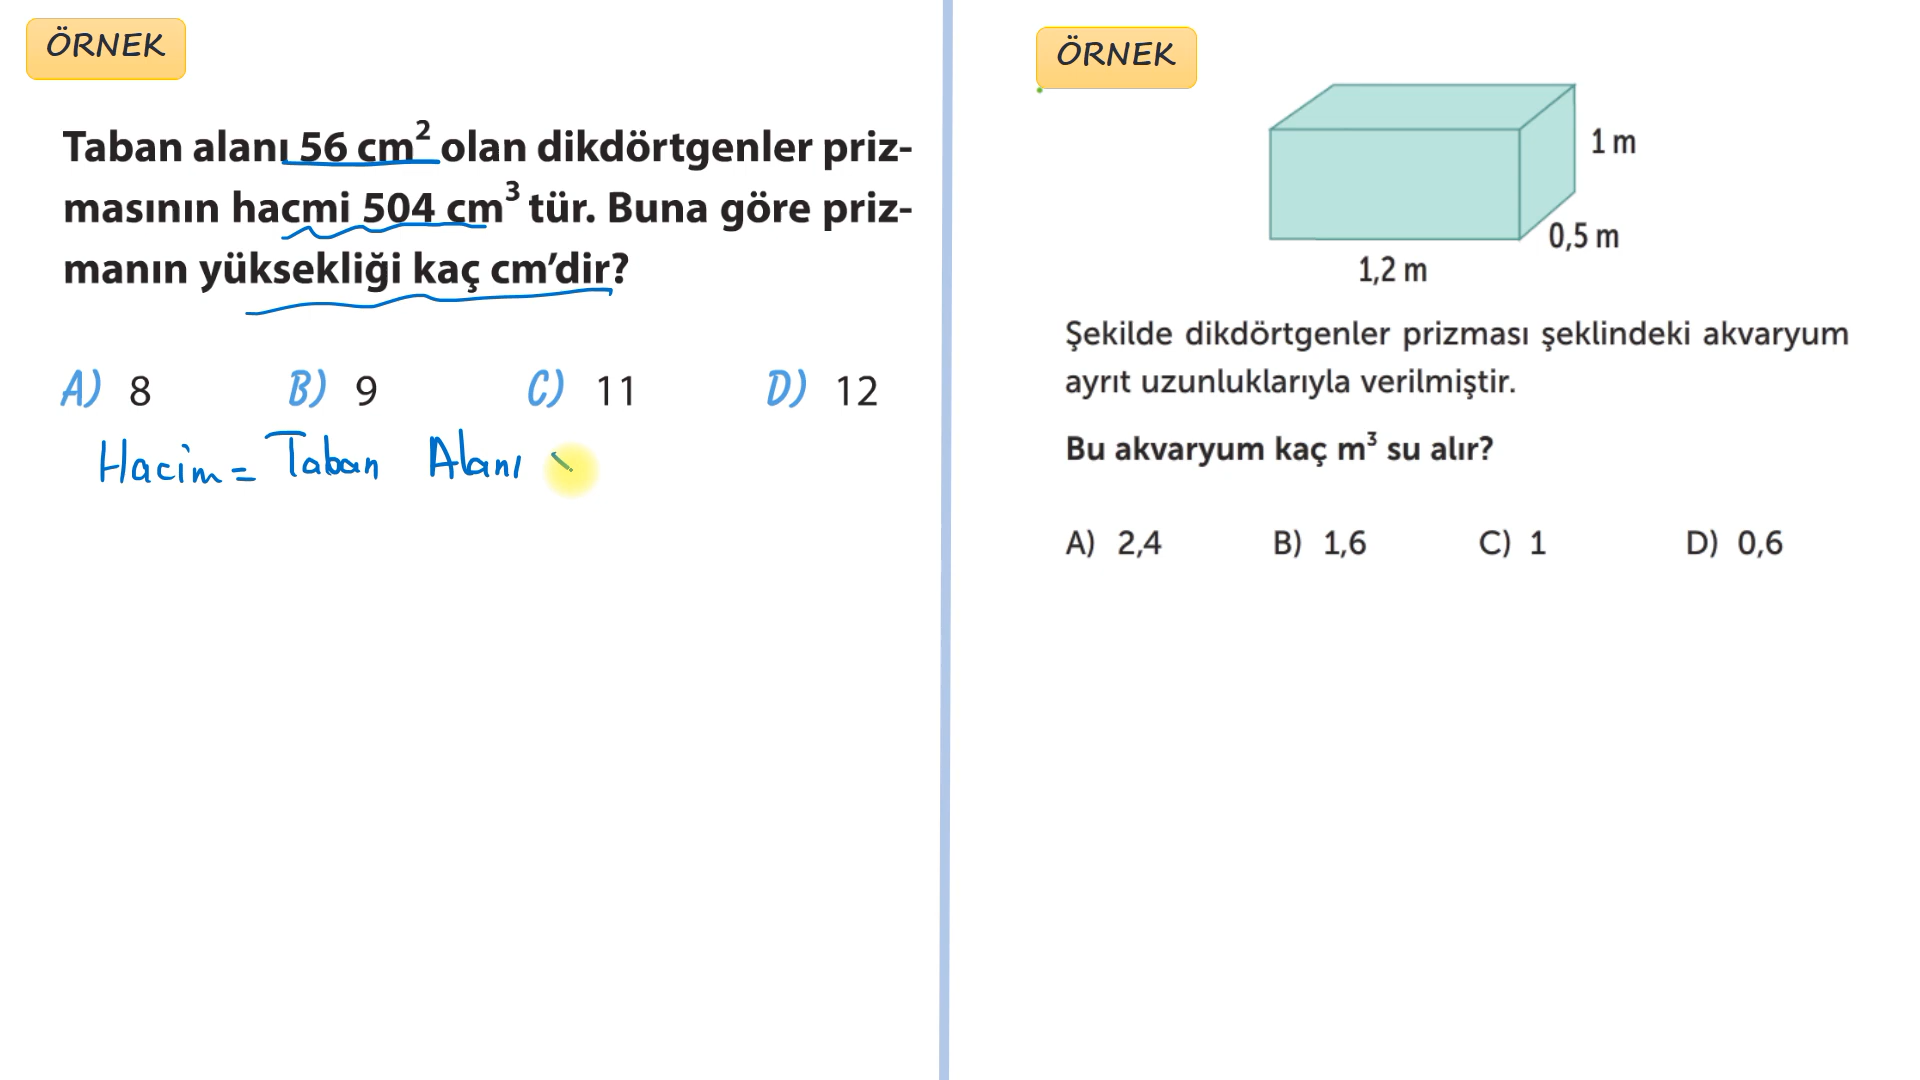 ÖRNEK
Taban alanı 56 cm² olan dikdörtgenler priz-
masının hacmi 504 cm³ tür. Buna göre priz-
manın yüksekliği kaç cm'dir?
A) 8 B) 9 C) 11 D) 12
Hacim = Taban Alanı
ÖRNEK
1 m
0,5 m
1,2 m
Şekilde dikdörtgenler prizması şeklindeki akvaryum
ayrıt uzunluklarıyla verilmiştir.
Bu akvaryum kaç m³ su alır?
A) 2,4 B) 1,6 C) 1 D) 0,6